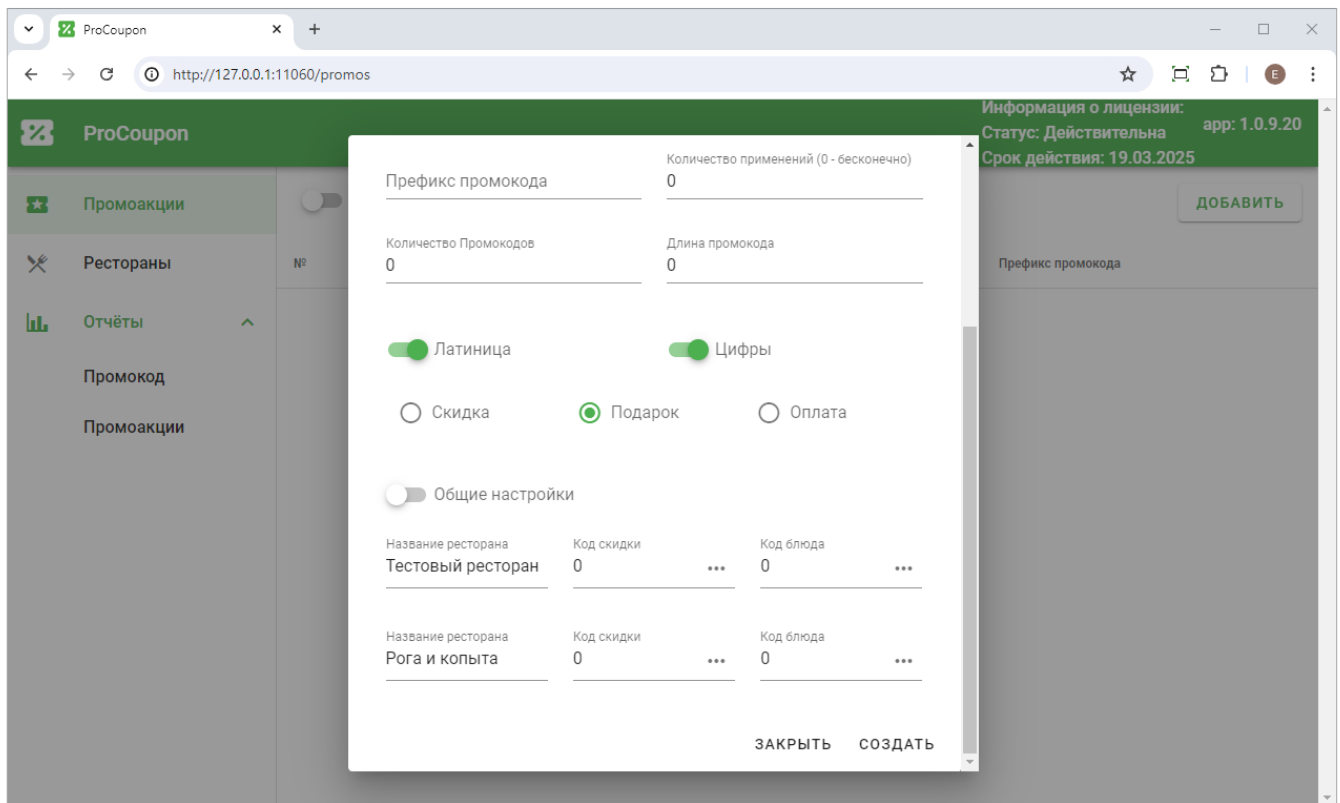 ProCoupon
http://127.0.0.1:11060/promos
E
ProCoupon
Информация о лицензии:
Статус: Действительна
Срок действия: 19.03.2025
app: 1.0.9.20
Промоакции
Рестораны
Отчёты
Промокод
Промоакции
ДОБАВИТЬ
№
Префикс промокода
Префикс промокода
Количество применений (0 - бесконечно)
0
Количество Промокодов
0
Длина промокода
0
Латиница
Цифры
Скидка
Подарок
Оплата
Общие настройки
Название ресторана
Тестовый ресторан
Код скидки
0
Код блюда
0
Название ресторана
Рога и копыта
Код скидки
0
Код блюда
0
ЗАКРЫТЬ
СОЗДАТЬ